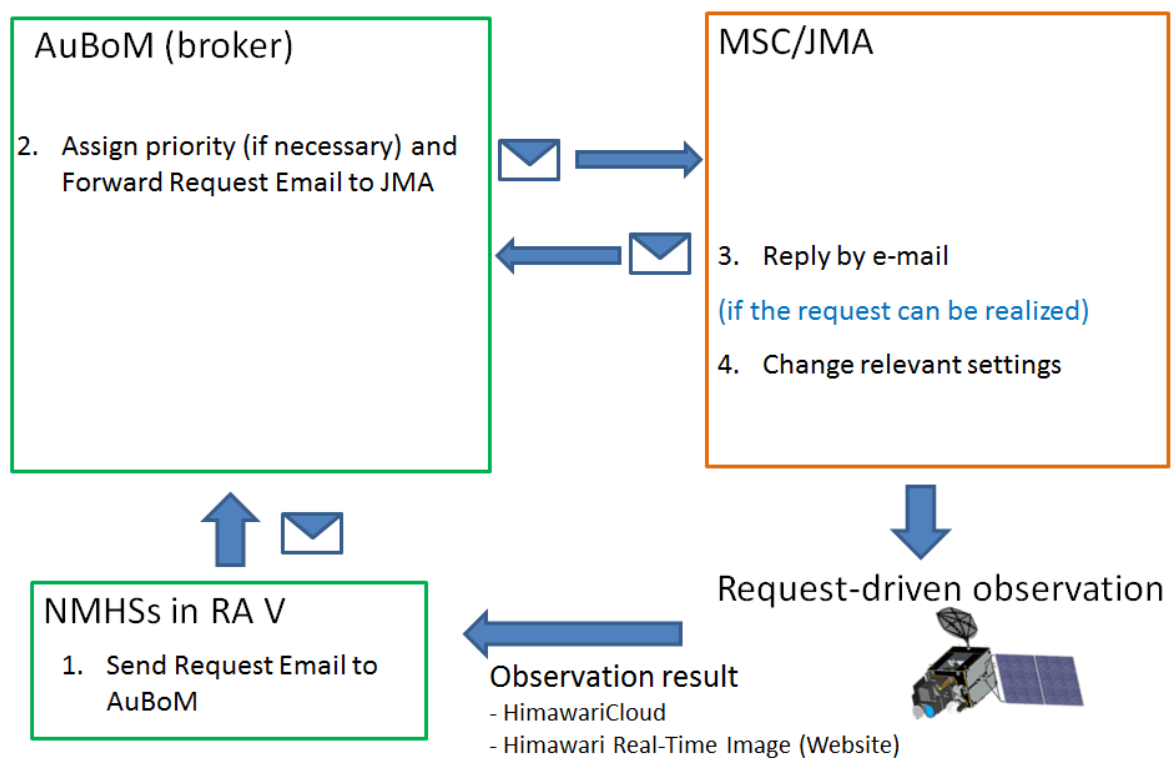 AuBoM (broker)
2. Assign priority (if necessary) and
Forward Request Email to JMA
MSC/JMA
3. Reply by e-mail
(if the request can be realized)
4. Change relevant settings
NMHSs in RA V
1. Send Request Email to
AuBoM
Request-driven observation
Observation result
- HimawariCloud
- Himawari Real-Time Image (Website)